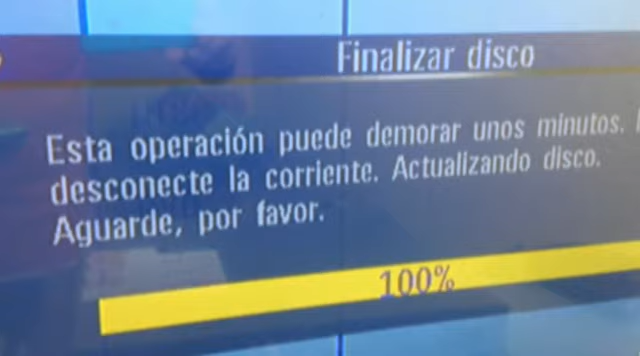 Finalizar disco
Esta operación puede demorar unos minutos.
desconecte la corriente. Actualizando disco.
Aguarde, por favor.
100%